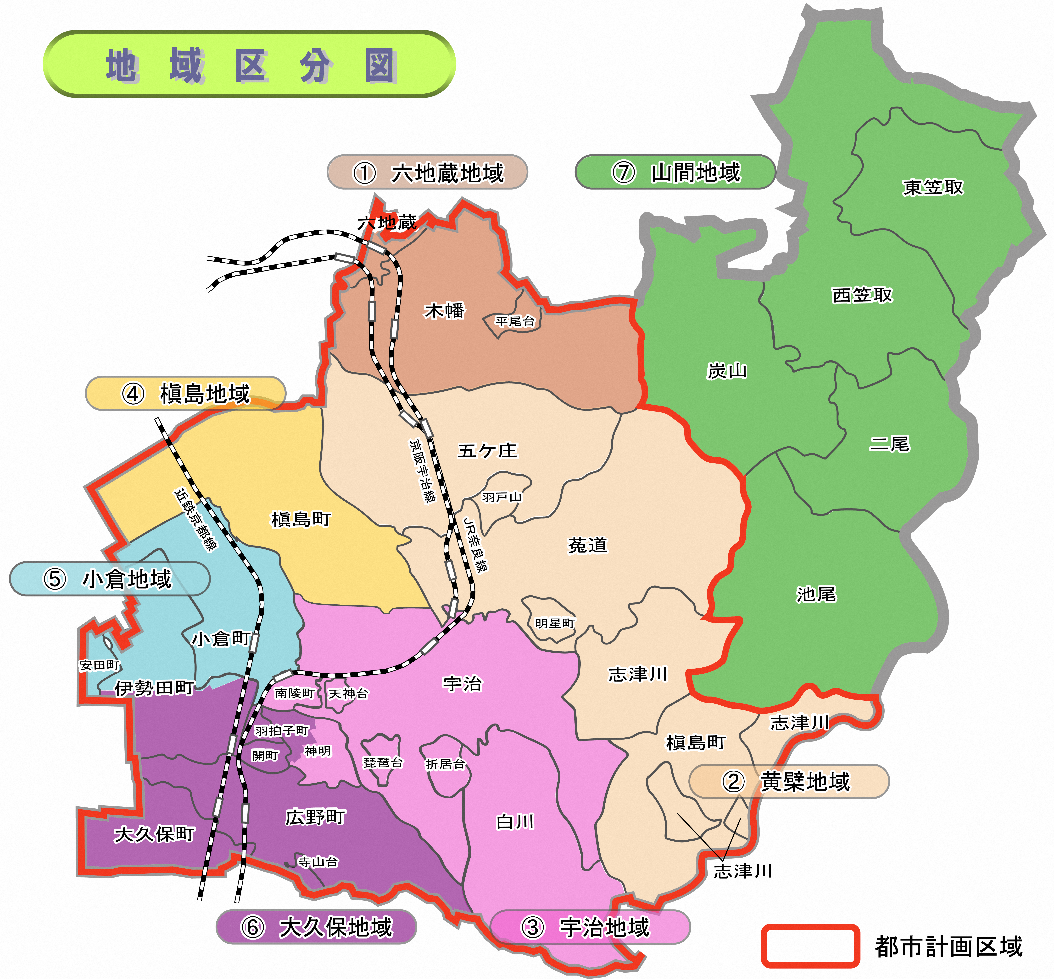 地域区分図
① 六地蔵地域
⑦ 山間地域
東笠取
六地蔵
西笠取
木幡
平尾台
炭山
④ 槇島地域
二尾
五ケ庄
京阪宇治線
羽戸山
近鉄京都線
槇島町
JR奈良線
菟道
⑤ 小倉地域
池尾
明星町
小倉町
安田町
志津川
伊勢田町
宇治
南陵町
天神台
志津川
羽拍子町
槇島町
神明
開町
琵琶台
折居台
② 黄檗地域
広野町
白川
大久保町
寺山台
志津川
⑥ 大久保地域
③ 宇治地域
都市計画区域